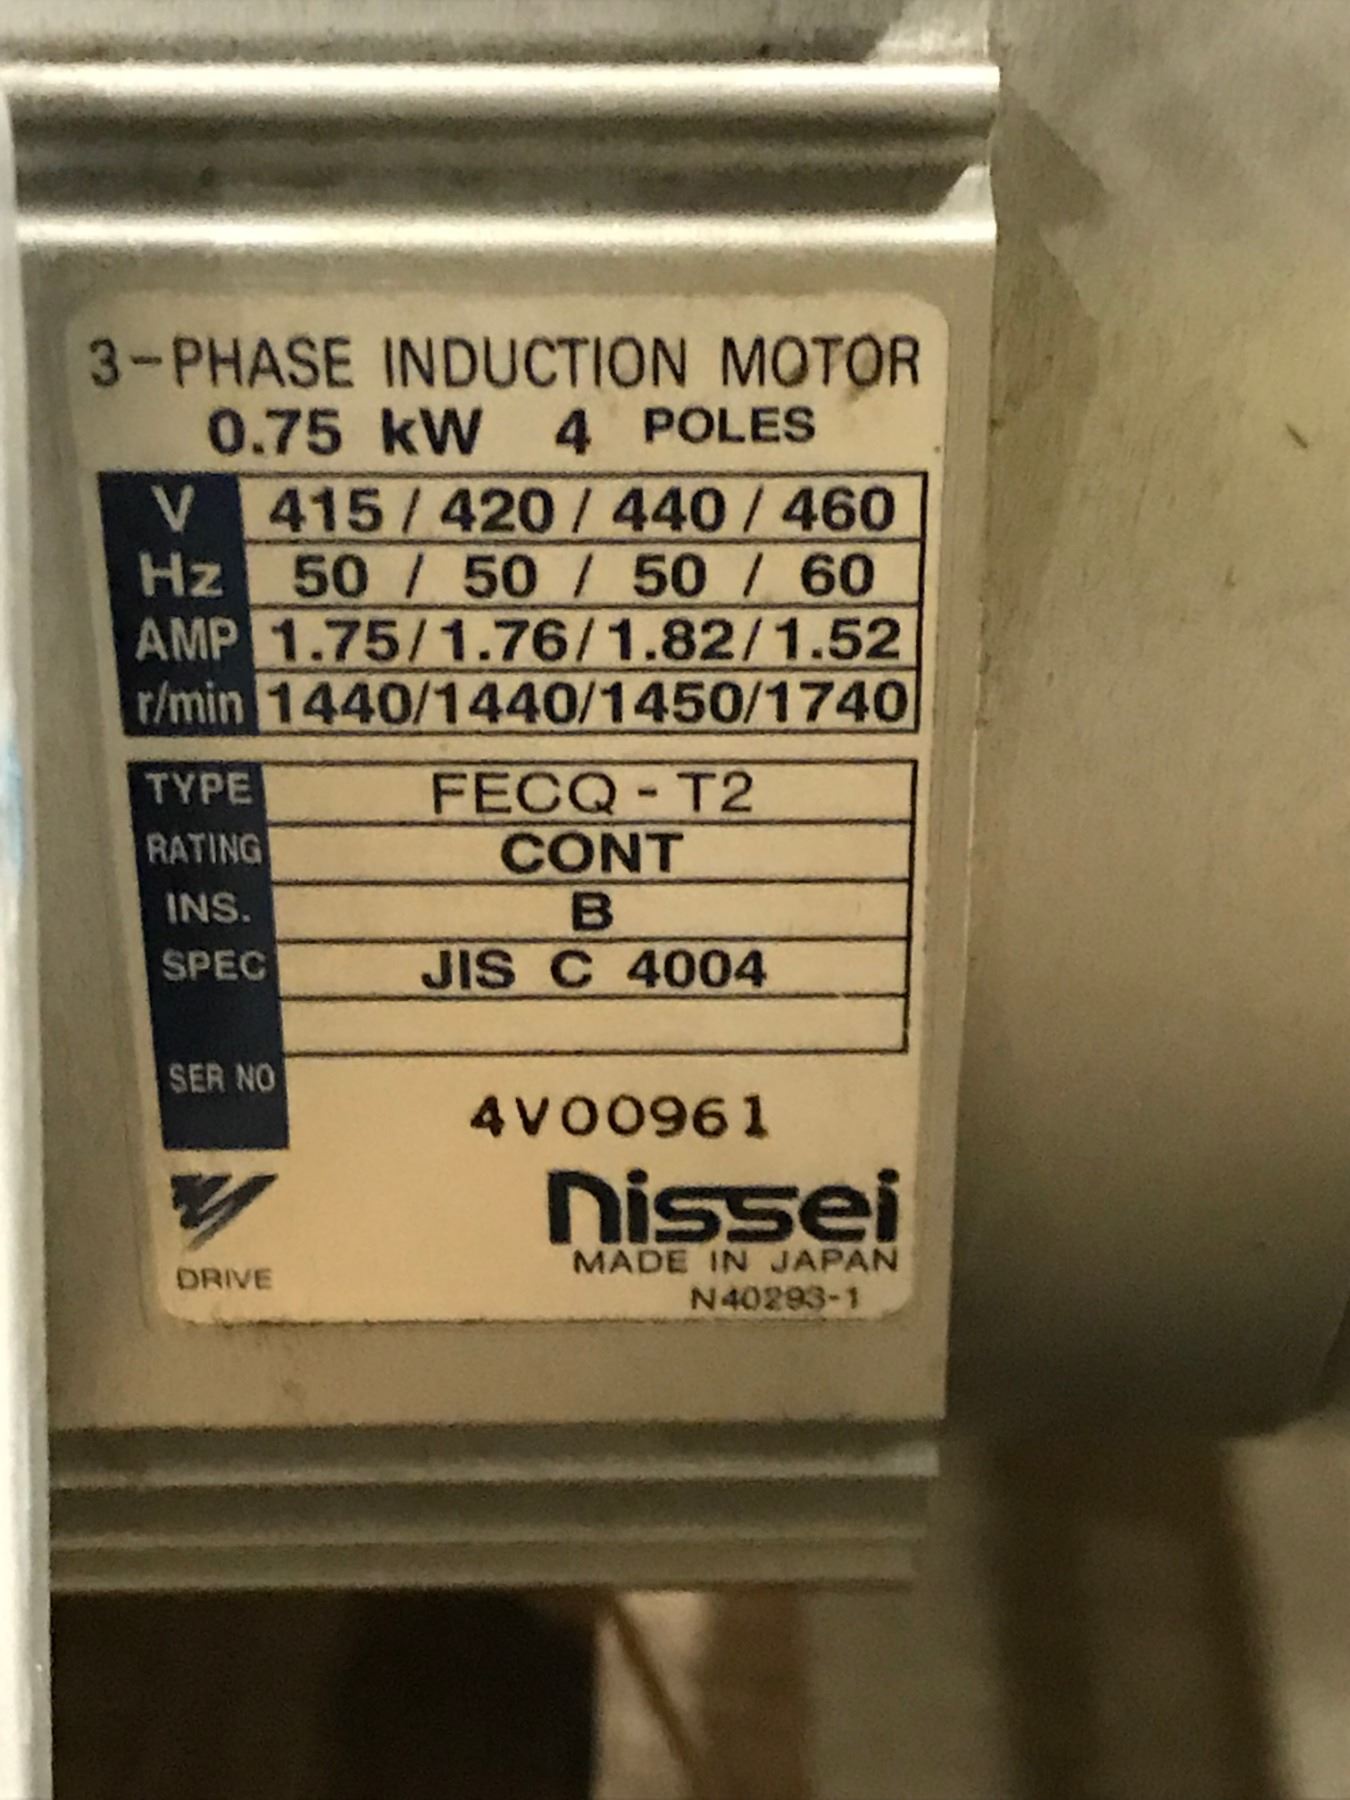 3-PHASE INDUCTION MOTOR
0.75 kW 4 POLES
V 415 / 420 / 440 / 460
Hz 50 / 50 / 50 / 60
AMP 1.75/1.76/1.82/1.52
r/min 1440/1440/1450/1740
TYPE FECQ - T2
RATING CONT
INS. B
SPEC JIS C 4004
SER NO
4V00961
nissei
MADE IN JAPAN
DRIVE
N40293-1